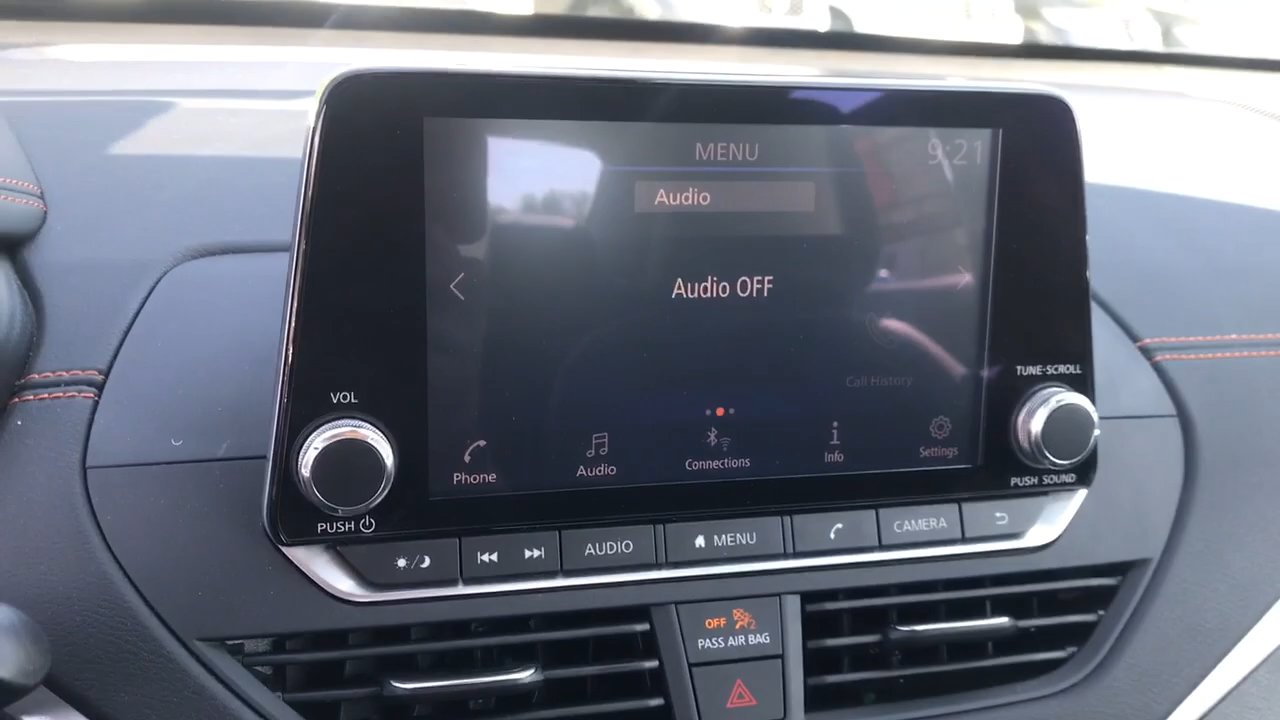 MENU
9:21
Audio
Audio OFF
Call History
Phone
Audio
Connections
Info
Settings
VOL
PUSH
TUNE·SCROLL
PUSH SOUND
AUDIO
MENU
CAMERA
OFF 2
PASS AIR BAG